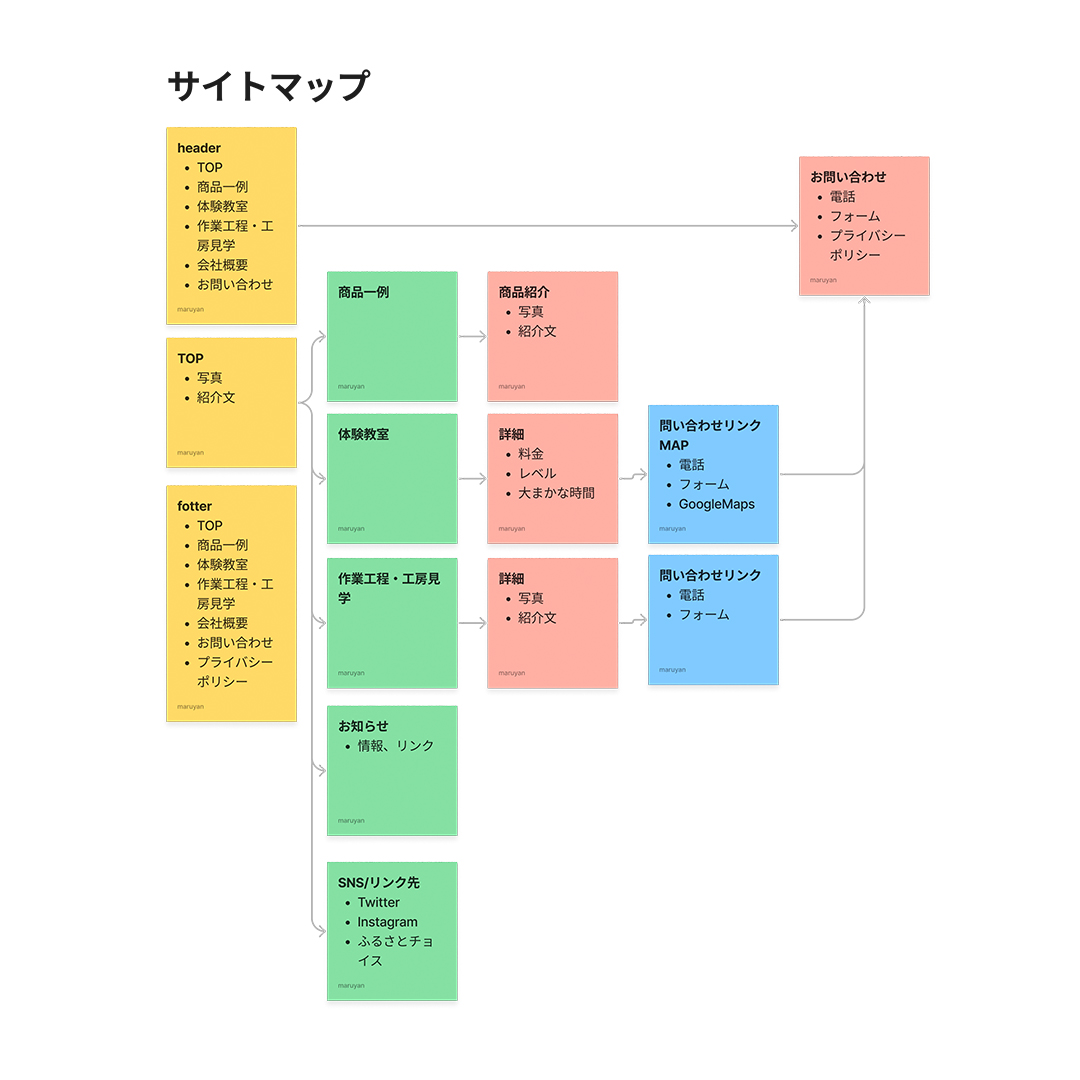 サイトマップ
header
TOP
商品一例
体験教室
作業工程・工
房見学
会社概要
お問い合わせ
maruyan
お問い合わせ
電話
フォーム
プライバシー
ポリシー
maruyan
TOP
写真
紹介文
maruyan
商品一例
maruyan
商品紹介
写真
紹介文
maruyan
体験教室
maruyan
詳細
料金
レベル
大まかな時間
maruyan
問い合わせリンク
MAP
電話
フォーム
GoogleMaps
maruyan
fotter
TOP
商品一例
体験教室
作業工程・工
房見学
会社概要
お問い合わせ
プライバシー
ポリシー
maruyan
作業工程・工房見
学
maruyan
詳細
写真
紹介文
maruyan
問い合わせリンク
電話
フォーム
maruyan
お知らせ
情報、リンク
maruyan
SNS/リンク先
Twitter
Instagram
ふるさとチョ
イス
maruyan